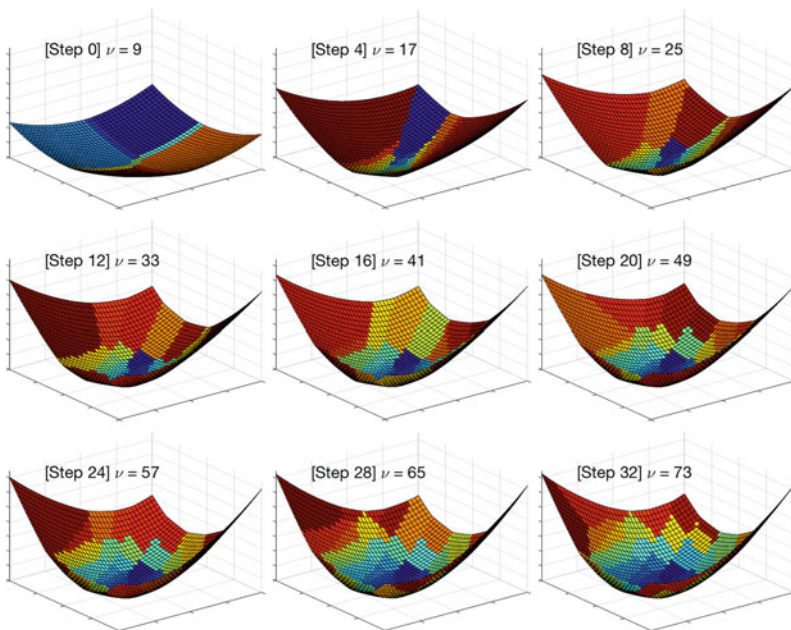 [Step 0] ν = 9
[Step 4] ν = 17
[Step 8] ν = 25
[Step 12] ν = 33
[Step 16] ν = 41
[Step 20] ν = 49
[Step 24] ν = 57
[Step 28] ν = 65
[Step 32] ν = 73